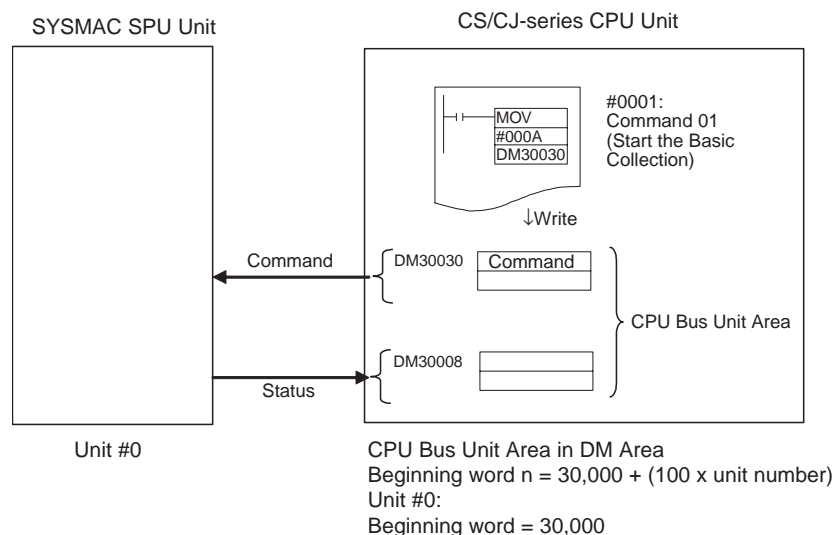 SYSMAC SPU Unit
CS/CJ-series CPU Unit
MOV
#000A
DM30030
#0001:
Command 01
(Start the Basic
Collection)
↓Write
Command
DM30030
Command
CPU Bus Unit Area
Status
DM30008
Unit #0
CPU Bus Unit Area in DM Area
Beginning word n = 30,000 + (100 x unit number)
Unit #0:
Beginning word = 30,000